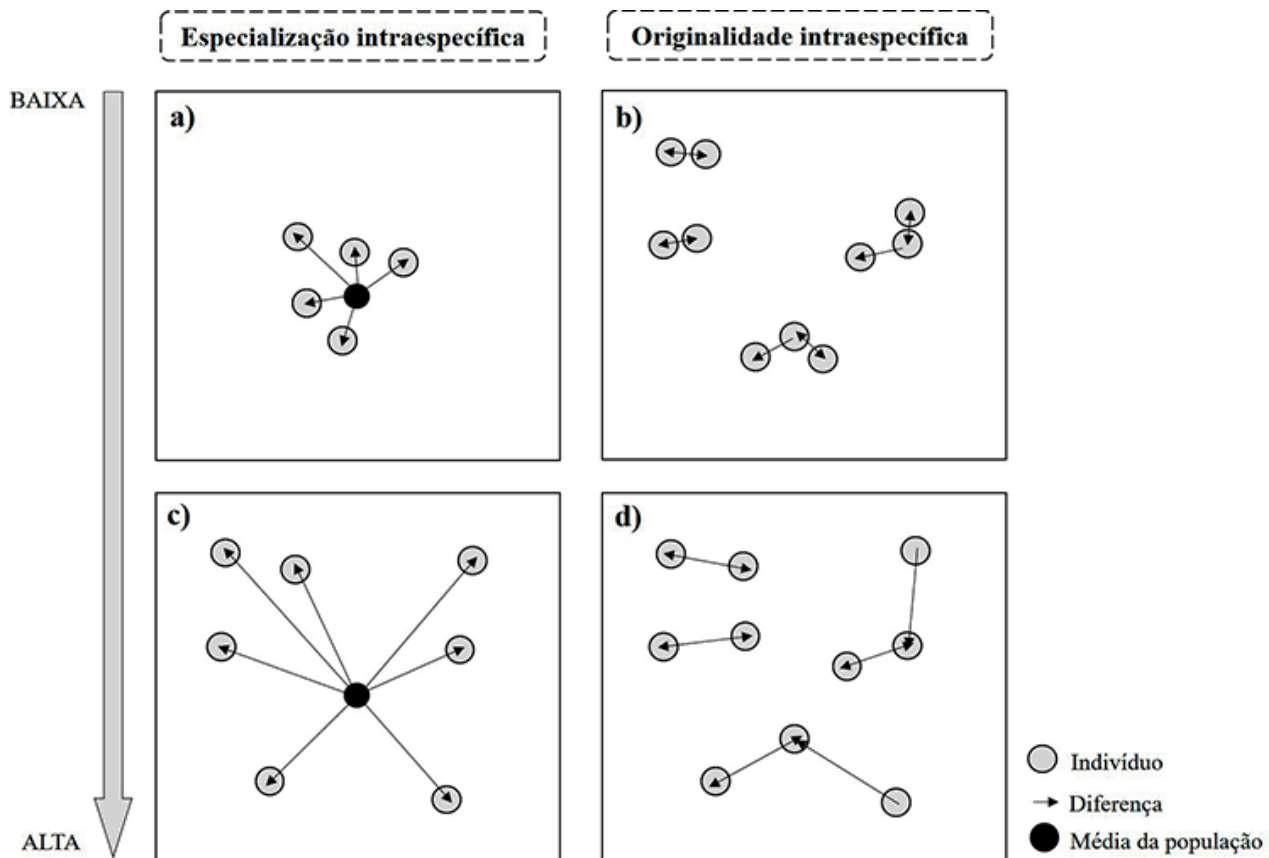 Especialização intraespecífica
Originalidade intraespecífica
BAIXA
a)
b)
c)
d)
Indivíduo
Diferença
Média da população
ALTA